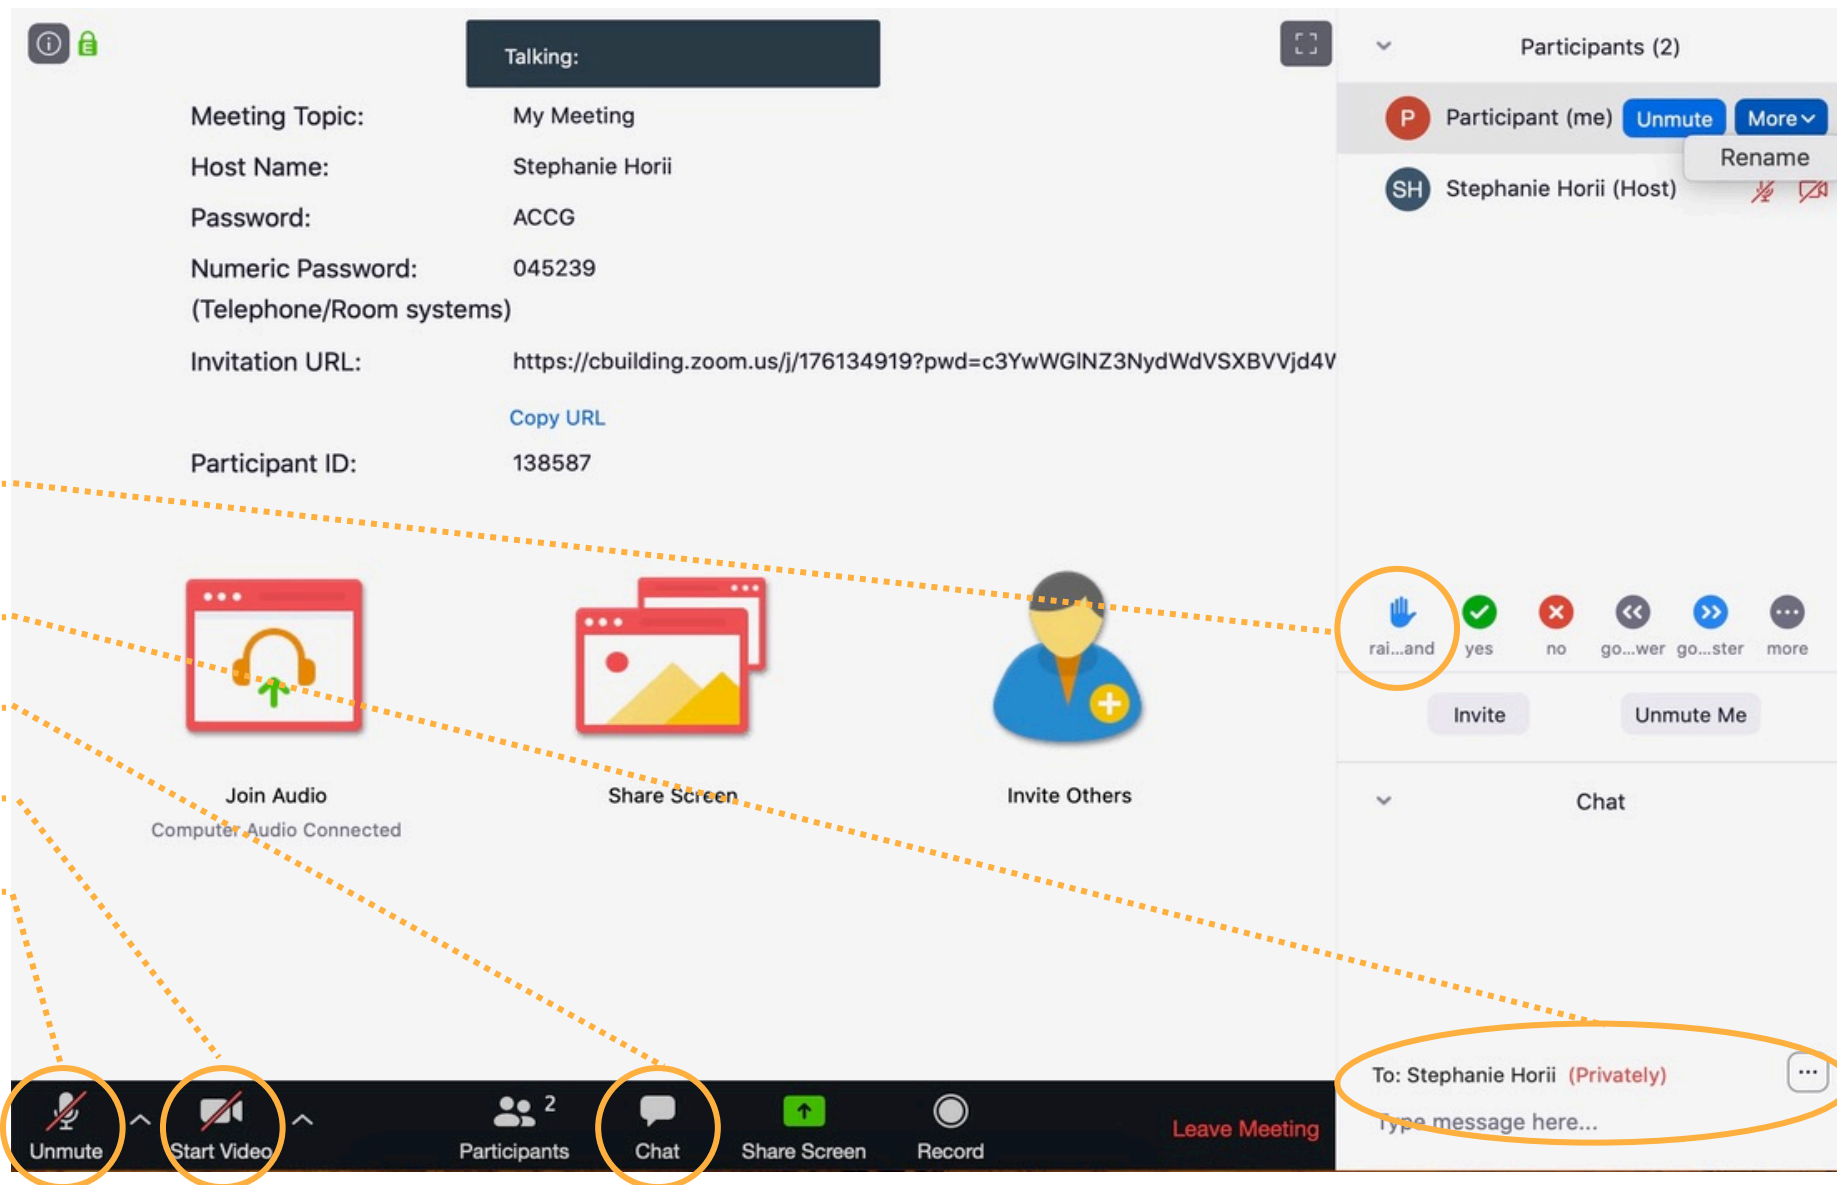 Talking:
Meeting Topic: My Meeting
Host Name: Stephanie Horii
Password: ACCG
Numeric Password: 045239
(Telephone/Room systems)
Invitation URL: https://cbuilding.zoom.us/j/176134919?pwd=c3YwWGlNZ3NydWdVSXBVVjd4W
Copy URL
Participant ID: 138587
Join Audio
Computer Audio Connected
Share Screen
Invite Others
Unmute
Start Video
2
Participants
Chat
Share Screen
Record
Leave Meeting
Participants (2)
P Participant (me) Unmute More
Rename
SH Stephanie Horii (Host)
rai...and yes no go...wer go...ster more
Invite Unmute Me
Chat
To: Stephanie Horii (Privately)
Type message here...